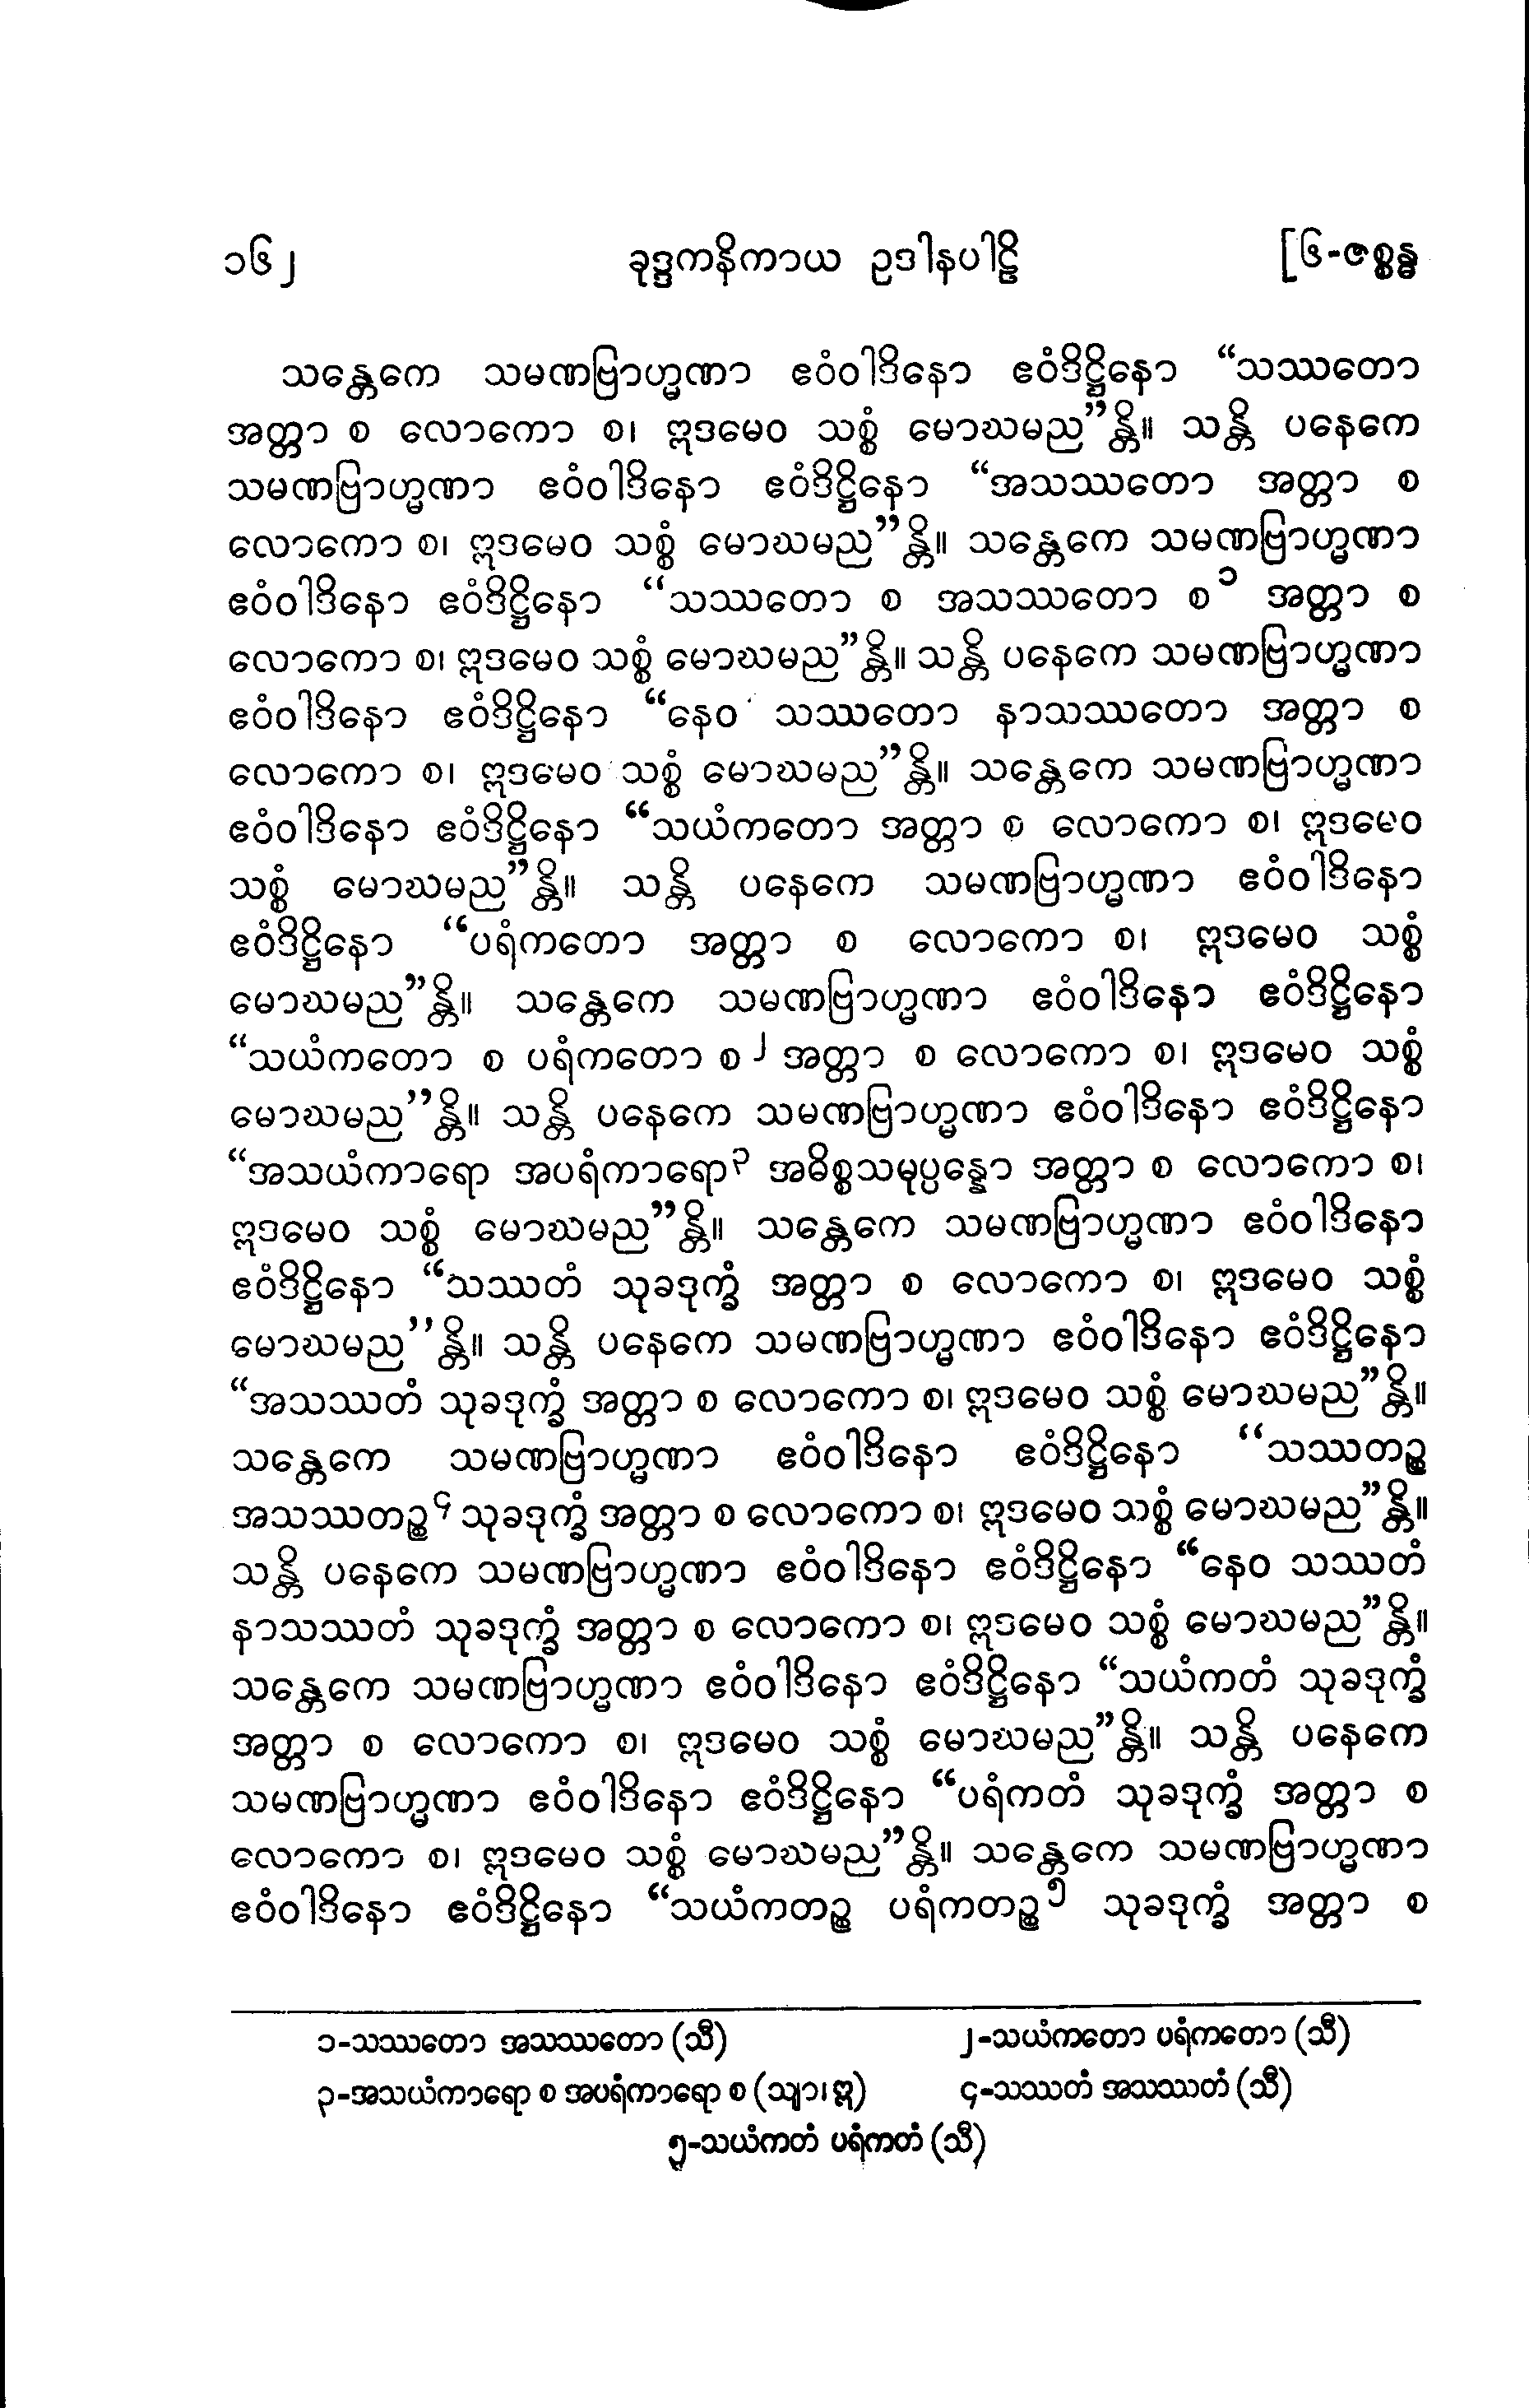 ၁၆၂ ခုဒ္ဒကနိကာယ ဥဒါနပါဠိ [၆-ဇစ္စန္ဓ
သန္တေကေ သမဏဗြာဟ္မဏာ ဧဝံဝါဒိနော ဧဝံဒိဋ္ဌိနော “သဿတော
အတ္တာ စ လောကော စ၊ ဣဒမေဝ သစ္စံ မောဃမည”န္တိ။ သန္တိ ပနေကေ
သမဏဗြာဟ္မဏာ ဧဝံဝါဒိနော ဧဝံဒိဋ္ဌိနော “အသဿတော အတ္တာ စ
လောကော စ၊ ဣဒမေဝ သစ္စံ မောဃမည”န္တိ။ သန္တေကေ သမဏဗြာဟ္မဏာ
ဧဝံဝါဒိနော ဧဝံဒိဋ္ဌိနော “သဿတော စ အသဿတော စ၁ အတ္တာ စ
လောကော စ၊ ဣဒမေဝ သစ္စံ မောဃမည”န္တိ။ သန္တိ ပနေကေ သမဏဗြာဟ္မဏာ
ဧဝံဝါဒိနော ဧဝံဒိဋ္ဌိနော “နေဝ သဿတော နာသဿတော အတ္တာ စ
လောကော စ၊ ဣဒမေဝ သစ္စံ မောဃမည”န္တိ။ သန္တေကေ သမဏဗြာဟ္မဏာ
ဧဝံဝါဒိနော ဧဝံဒိဋ္ဌိနော “သယံကတော အတ္တာ စ လောကော စ၊ ဣဒမေဝ
သစ္စံ မောဃမည”န္တိ။ သန္တိ ပနေကေ သမဏဗြာဟ္မဏာ ဧဝံဝါဒိနော
ဧဝံဒိဋ္ဌိနော “ပရံကတော အတ္တာ စ လောကော စ၊ ဣဒမေဝ သစ္စံ
မောဃမည”န္တိ။ သန္တေကေ သမဏဗြာဟ္မဏာ ဧဝံဝါဒိနော ဧဝံဒိဋ္ဌိနော
“သယံကတော စ ပရံကတော စ၂ အတ္တာ စ လောကော စ၊ ဣဒမေဝ သစ္စံ
မောဃမည”န္တိ။ သန္တိ ပနေကေ သမဏဗြာဟ္မဏာ ဧဝံဝါဒိနော ဧဝံဒိဋ္ဌိနော
“အသယံကာရော အပရံကာရော၃ အဓိစ္စသမုပ္ပန္နော အတ္တာ စ လောကော စ၊
ဣဒမေဝ သစ္စံ မောဃမည”န္တိ။ သန္တေကေ သမဏဗြာဟ္မဏာ ဧဝံဝါဒိနော
ဧဝံဒိဋ္ဌိနော “သဿတံ သုခဒုက္ခံ အတ္တာ စ လောကော စ၊ ဣဒမေဝ သစ္စံ
မောဃမည”န္တိ။ သန္တိ ပနေကေ သမဏဗြာဟ္မဏာ ဧဝံဝါဒိနော ဧဝံဒိဋ္ဌိနော
“အသဿတံ သုခဒုက္ခံ အတ္တာ စ လောကော စ၊ ဣဒမေဝ သစ္စံ မောဃမည”န္တိ။
သန္တေကေ သမဏဗြာဟ္မဏာ ဧဝံဝါဒိနော ဧဝံဒိဋ္ဌိနော “သဿတဉ္စ
အသဿတဉ္စ၄ သုခဒုက္ခံ အတ္တာ စ လောကော စ၊ ဣဒမေဝ သစ္စံ မောဃမည”န္တိ။
သန္တိ ပနေကေ သမဏဗြာဟ္မဏာ ဧဝံဝါဒိနော ဧဝံဒိဋ္ဌိနော “နေဝ သဿတံ
နာသဿတံ သုခဒုက္ခံ အတ္တာ စ လောကော စ၊ ဣဒမေဝ သစ္စံ မောဃမည”န္တိ။
သန္တေကေ သမဏဗြာဟ္မဏာ ဧဝံဝါဒိနော ဧဝံဒိဋ္ဌိနော “သယံကတံ သုခဒုက္ခံ
အတ္တာ စ လောကော စ၊ ဣဒမေဝ သစ္စံ မောဃမည”န္တိ။ သန္တိ ပနေကေ
သမဏဗြာဟ္မဏာ ဧဝံဝါဒိနော ဧဝံဒိဋ္ဌိနော “ပရံကတံ သုခဒုက္ခံ အတ္တာ စ
လောကော စ၊ ဣဒမေဝ သစ္စံ မောဃမည”န္တိ။ သန္တေကေ သမဏဗြာဟ္မဏာ
ဧဝံဝါဒိနော ဧဝံဒိဋ္ဌိနော “သယံကတဉ္စ ပရံကတဉ္စ၅ သုခဒုက္ခံ အတ္တာ စ
၁-သဿတော အသဿတော (သီ) ၂-သယံကတော ပရံကတော (သီ)
၃-အသယံကာရော စ အပရံကာရော စ (သျာ၊ ဣ) ၄-သဿတံ အသဿတံ (သီ)
၅-သယံကတံ ပရံကတံ (သီ)